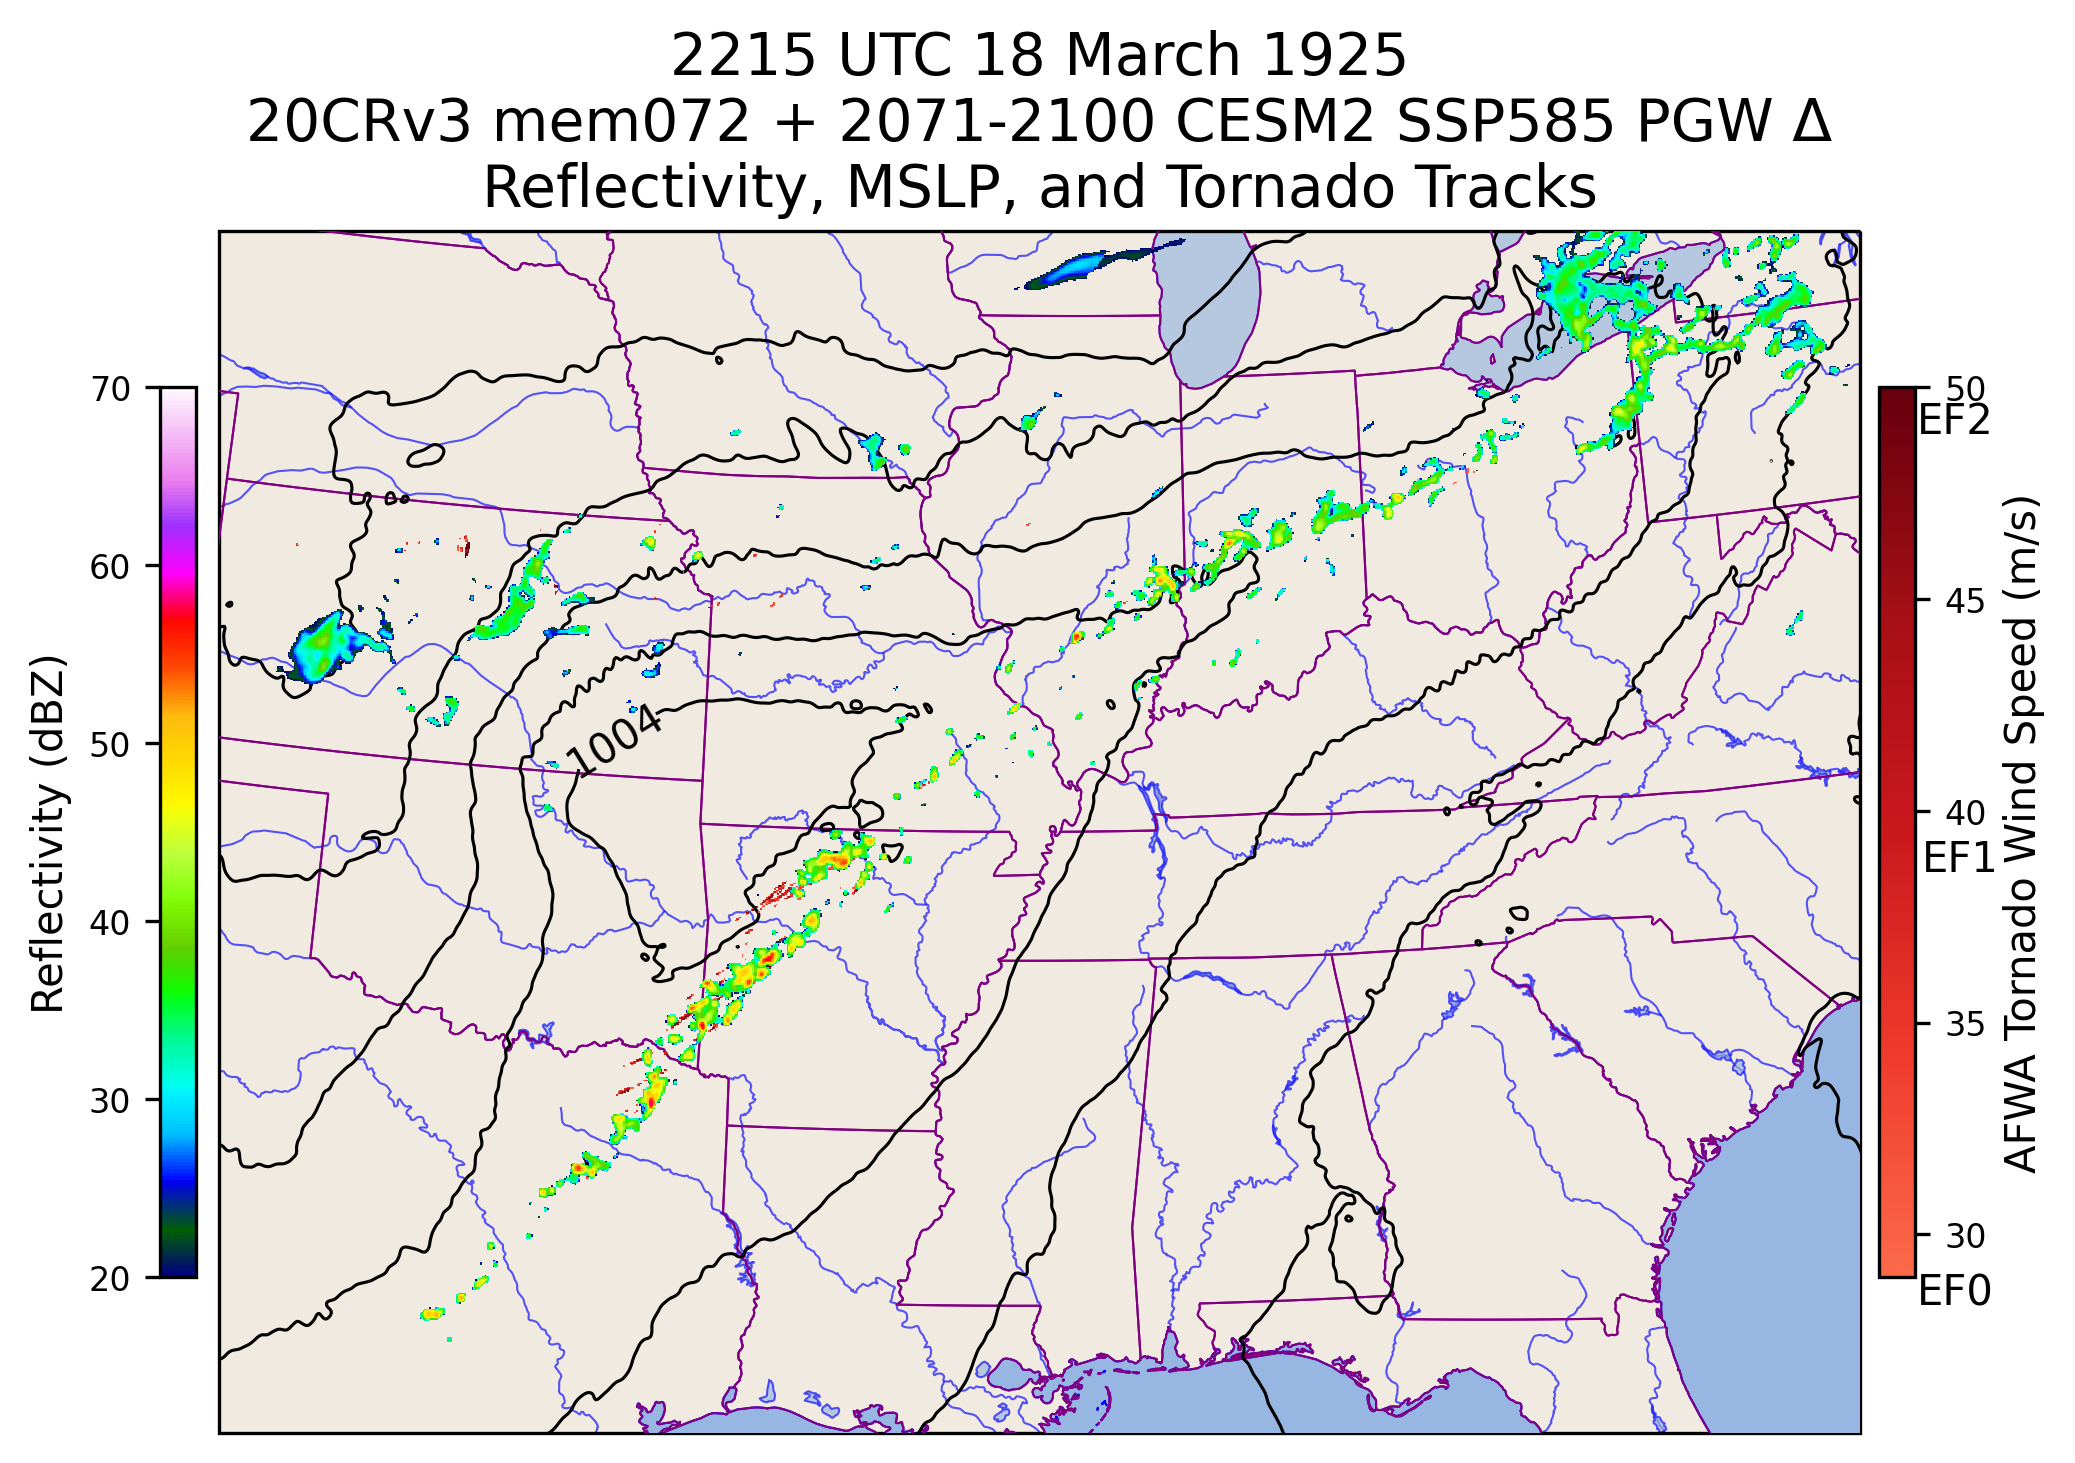 2215 UTC 18 March 1925
20CRv3 mem072 + 2071-2100 CESM2 SSP585 PGW Δ
Reflectivity, MSLP, and Tornado Tracks
70
60
50
40
30
20
Reflectivity (dBZ)
1004
50
EF2
45
40
EF1
35
30
EF0
AFWA Tornado Wind Speed (m/s)